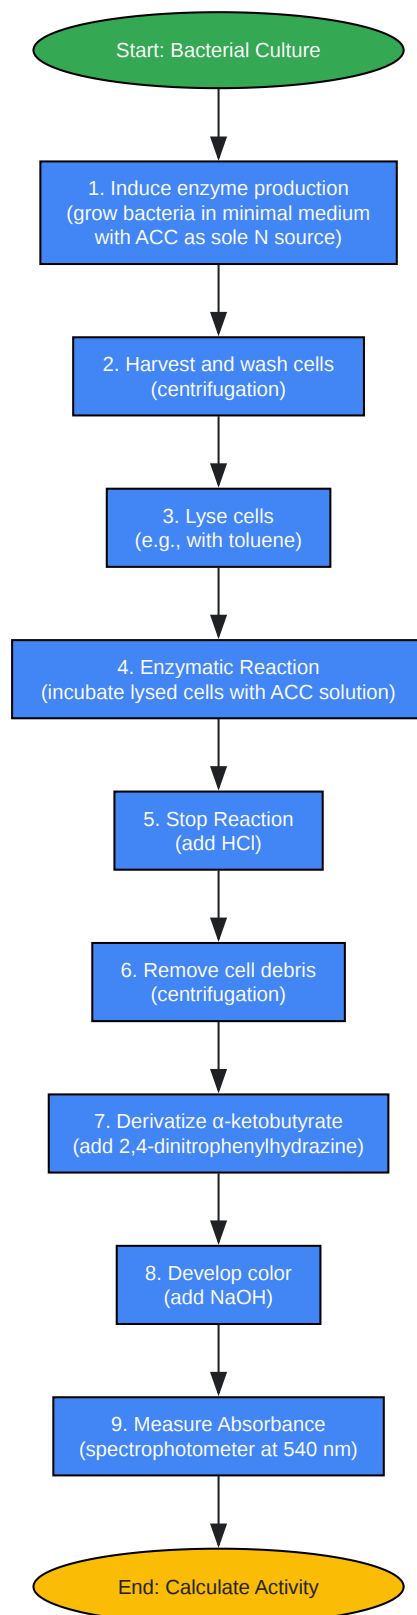 Start: Bacterial Culture
1. Induce enzyme production
(grow bacteria in minimal medium
with ACC as sole N source)
2. Harvest and wash cells
(centrifugation)
3. Lyse cells
(e.g., with toluene)
4. Enzymatic Reaction
(incubate lysed cells with ACC solution)
5. Stop Reaction
(add HCl)
6. Remove cell debris
(centrifugation)
7. Derivatize α-ketobutyrate
(add 2,4-dinitrophenylhydrazine)
8. Develop color
(add NaOH)
9. Measure Absorbance
(spectrophotometer at 540 nm)
End: Calculate Activity